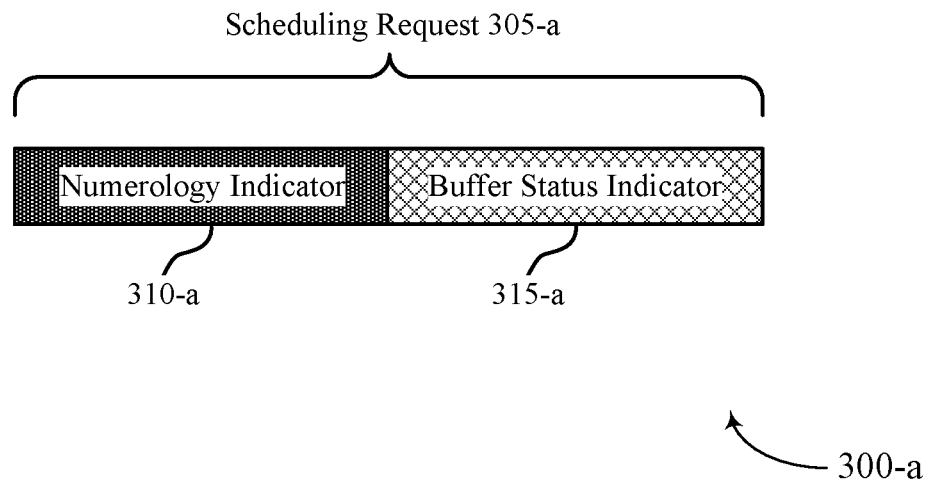 Scheduling Request 305-a
Numerology Indicator
Buffer Status Indicator
310-a
315-a
300-a